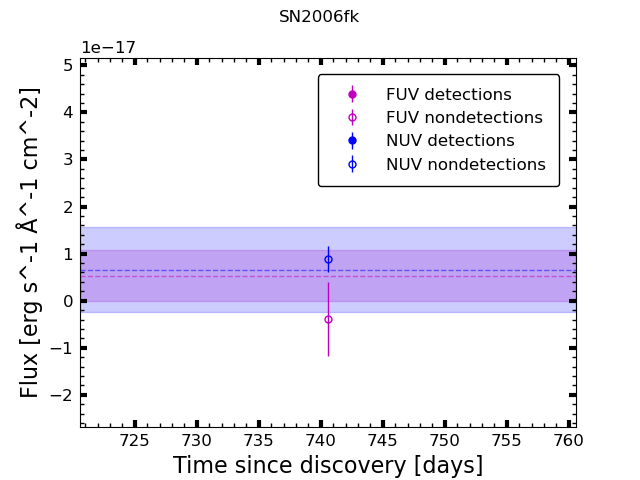 SN2006fk
1e−17
5
4
3
2
1
0
−1
−2
Flux [erg s^-1 Å^-1 cm^-2]
FUV detections
FUV nondetections
NUV detections
NUV nondetections
725 730 735 740 745 750 755 760
Time since discovery [days]